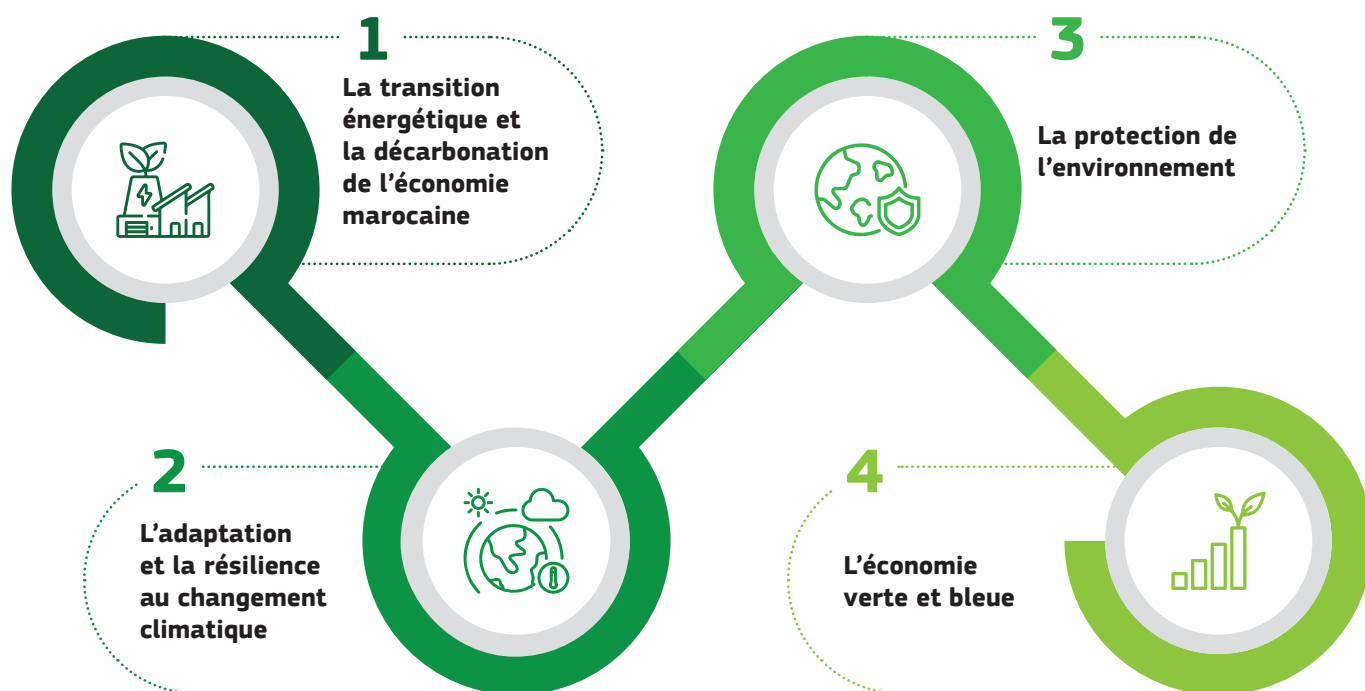 1
La transition
énergétique et
la décarbonation
de l'économie
marocaine
2
L'adaptation
et la résilience
au changement
climatique
3
La protection de
l'environnement
4
L'économie
verte et bleue